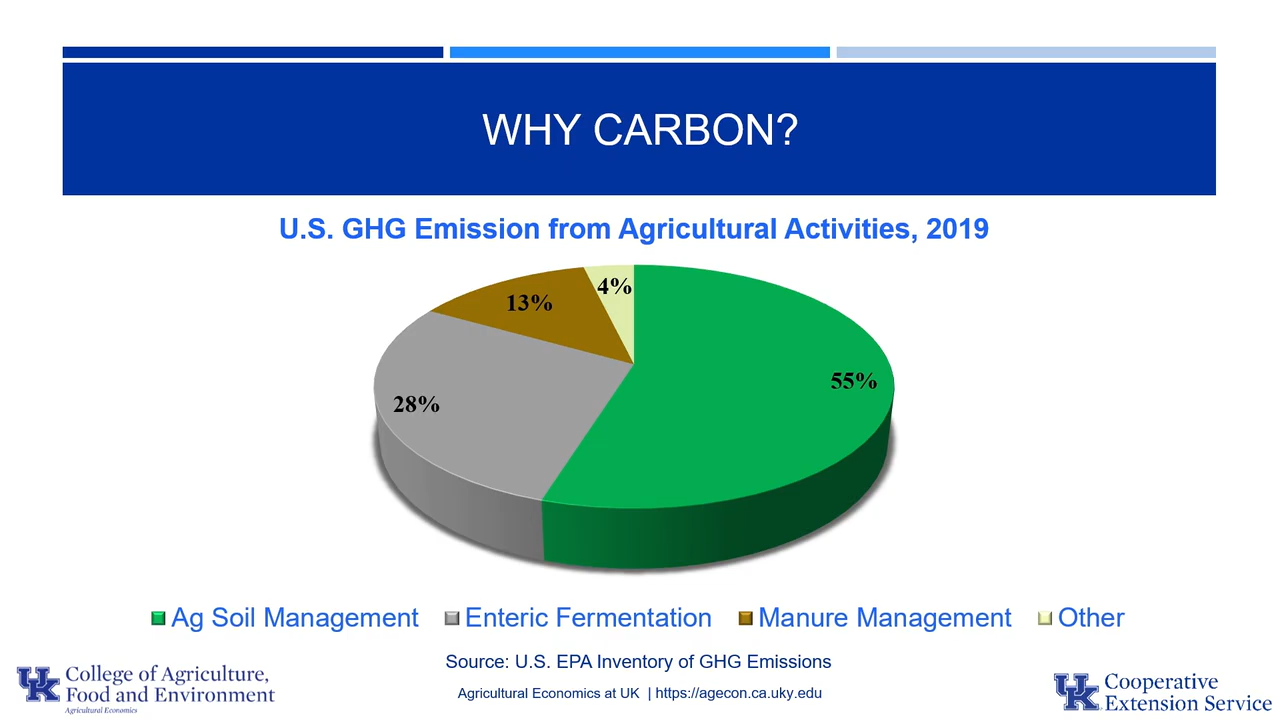 WHY CARBON?
U.S. GHG Emission from Agricultural Activities, 2019
4%
13%
55%
28%
Ag Soil Management Enteric Fermentation Manure Management Other
Source: U.S. EPA Inventory of GHG Emissions
UK College of Agriculture,
Food and Environment
Agricultural Economics
Agricultural Economics at UK | https://agecon.ca.uky.edu
UK Cooperative
Extension Service